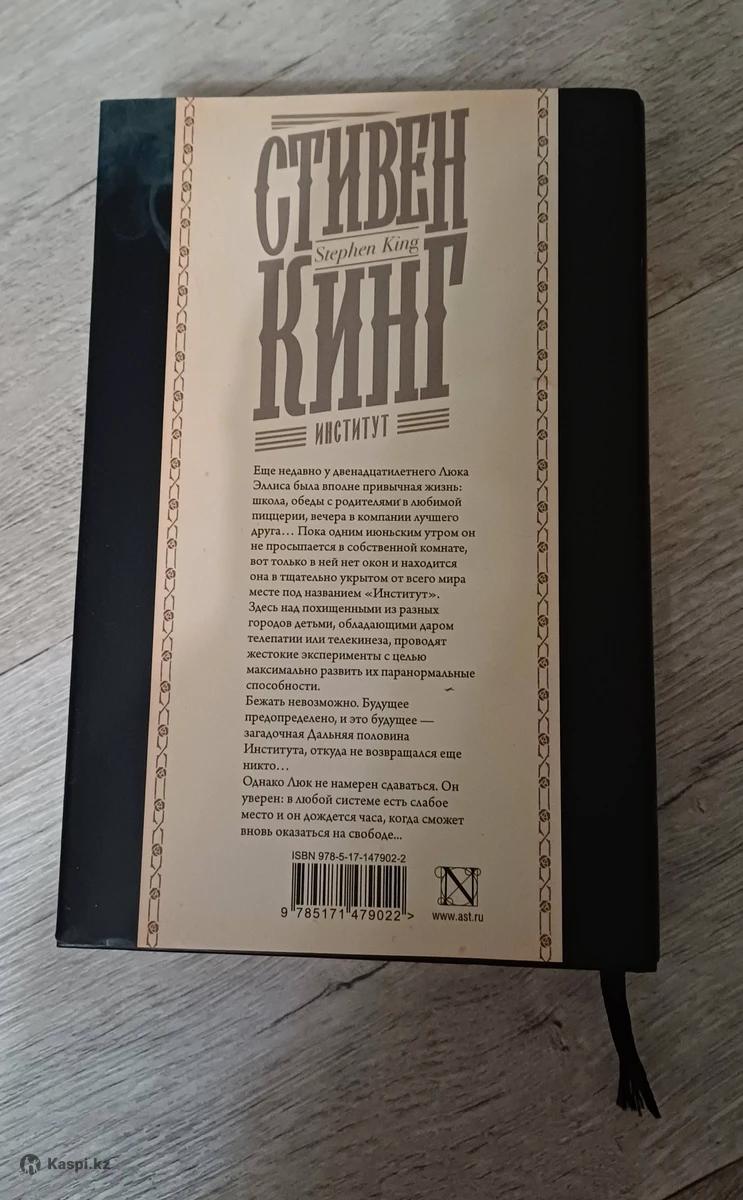 СТИВЕН
Stephen King
КИНГ
ИНСТИТУТ
Еще недавно у двенадцатилетнего Люка
Эллиса была вполне привычная жизнь:
школа, обеды с родителями в любимой
пиццерии, вечера в компании лучшего
друга… Пока одним июньским утром он
не просыпается в собственной комнате,
вот только в ней нет окон и находится
она в тщательно укрытом от всего мира
месте под названием «Институт».
Здесь над похищенными из разных
городов детьми, обладающими даром
телепатии или телекинеза, проводят
жестокие эксперименты с целью
максимально развить их паранормальные
способности.
Бежать невозможно. Будущее
предопределено, и это будущее —
загадочная Дальняя половина
Института, откуда не возвращался еще
никто…
Однако Люк не намерен сдаваться. Он
уверен: в любой системе есть слабое
место и он дождется часа, когда сможет
вновь оказаться на свободе...
ISBN 978-5-17-147902-2
9 785171 479022 >
N
www.ast.ru
Kaspi.kz